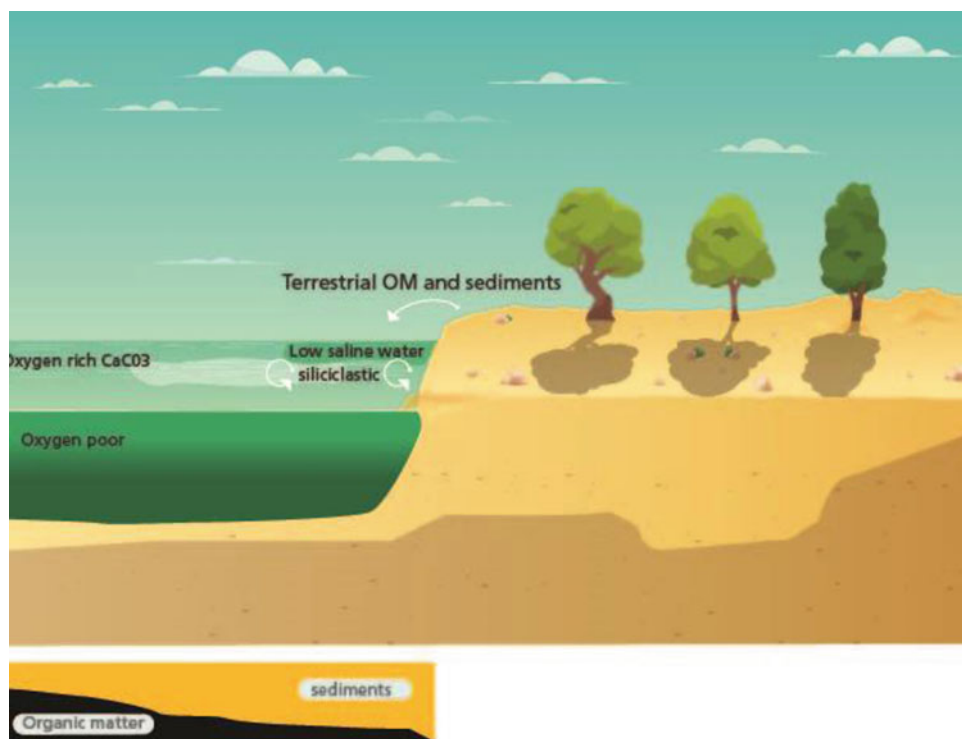 Terrestrial OM and sediments
Oxygen rich CaC03
Low saline water
siliciclastic
Oxygen poor
sediments
Organic matter